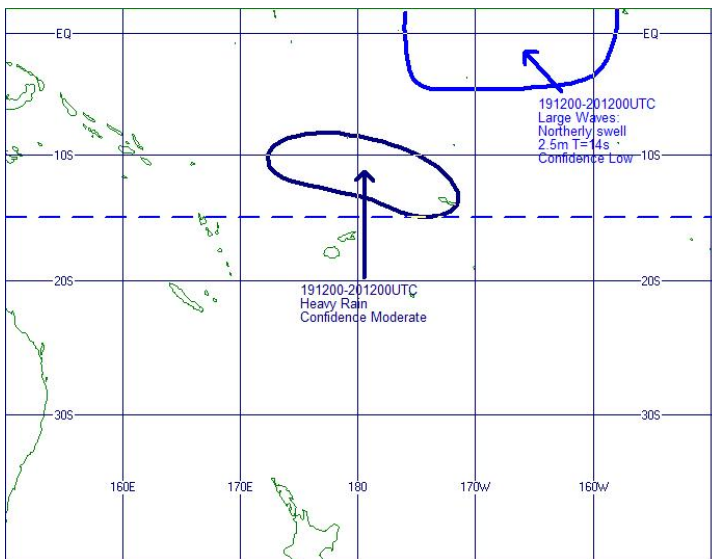 EQ EQ
191200-201200UTC
Large Waves:
Northerly swell
2.5m T=14s
Confidence Low
10S 10S
20S 20S
191200-201200UTC
Heavy Rain
Confidence Moderate
30S 30S
160E 170E 180 170W 160W